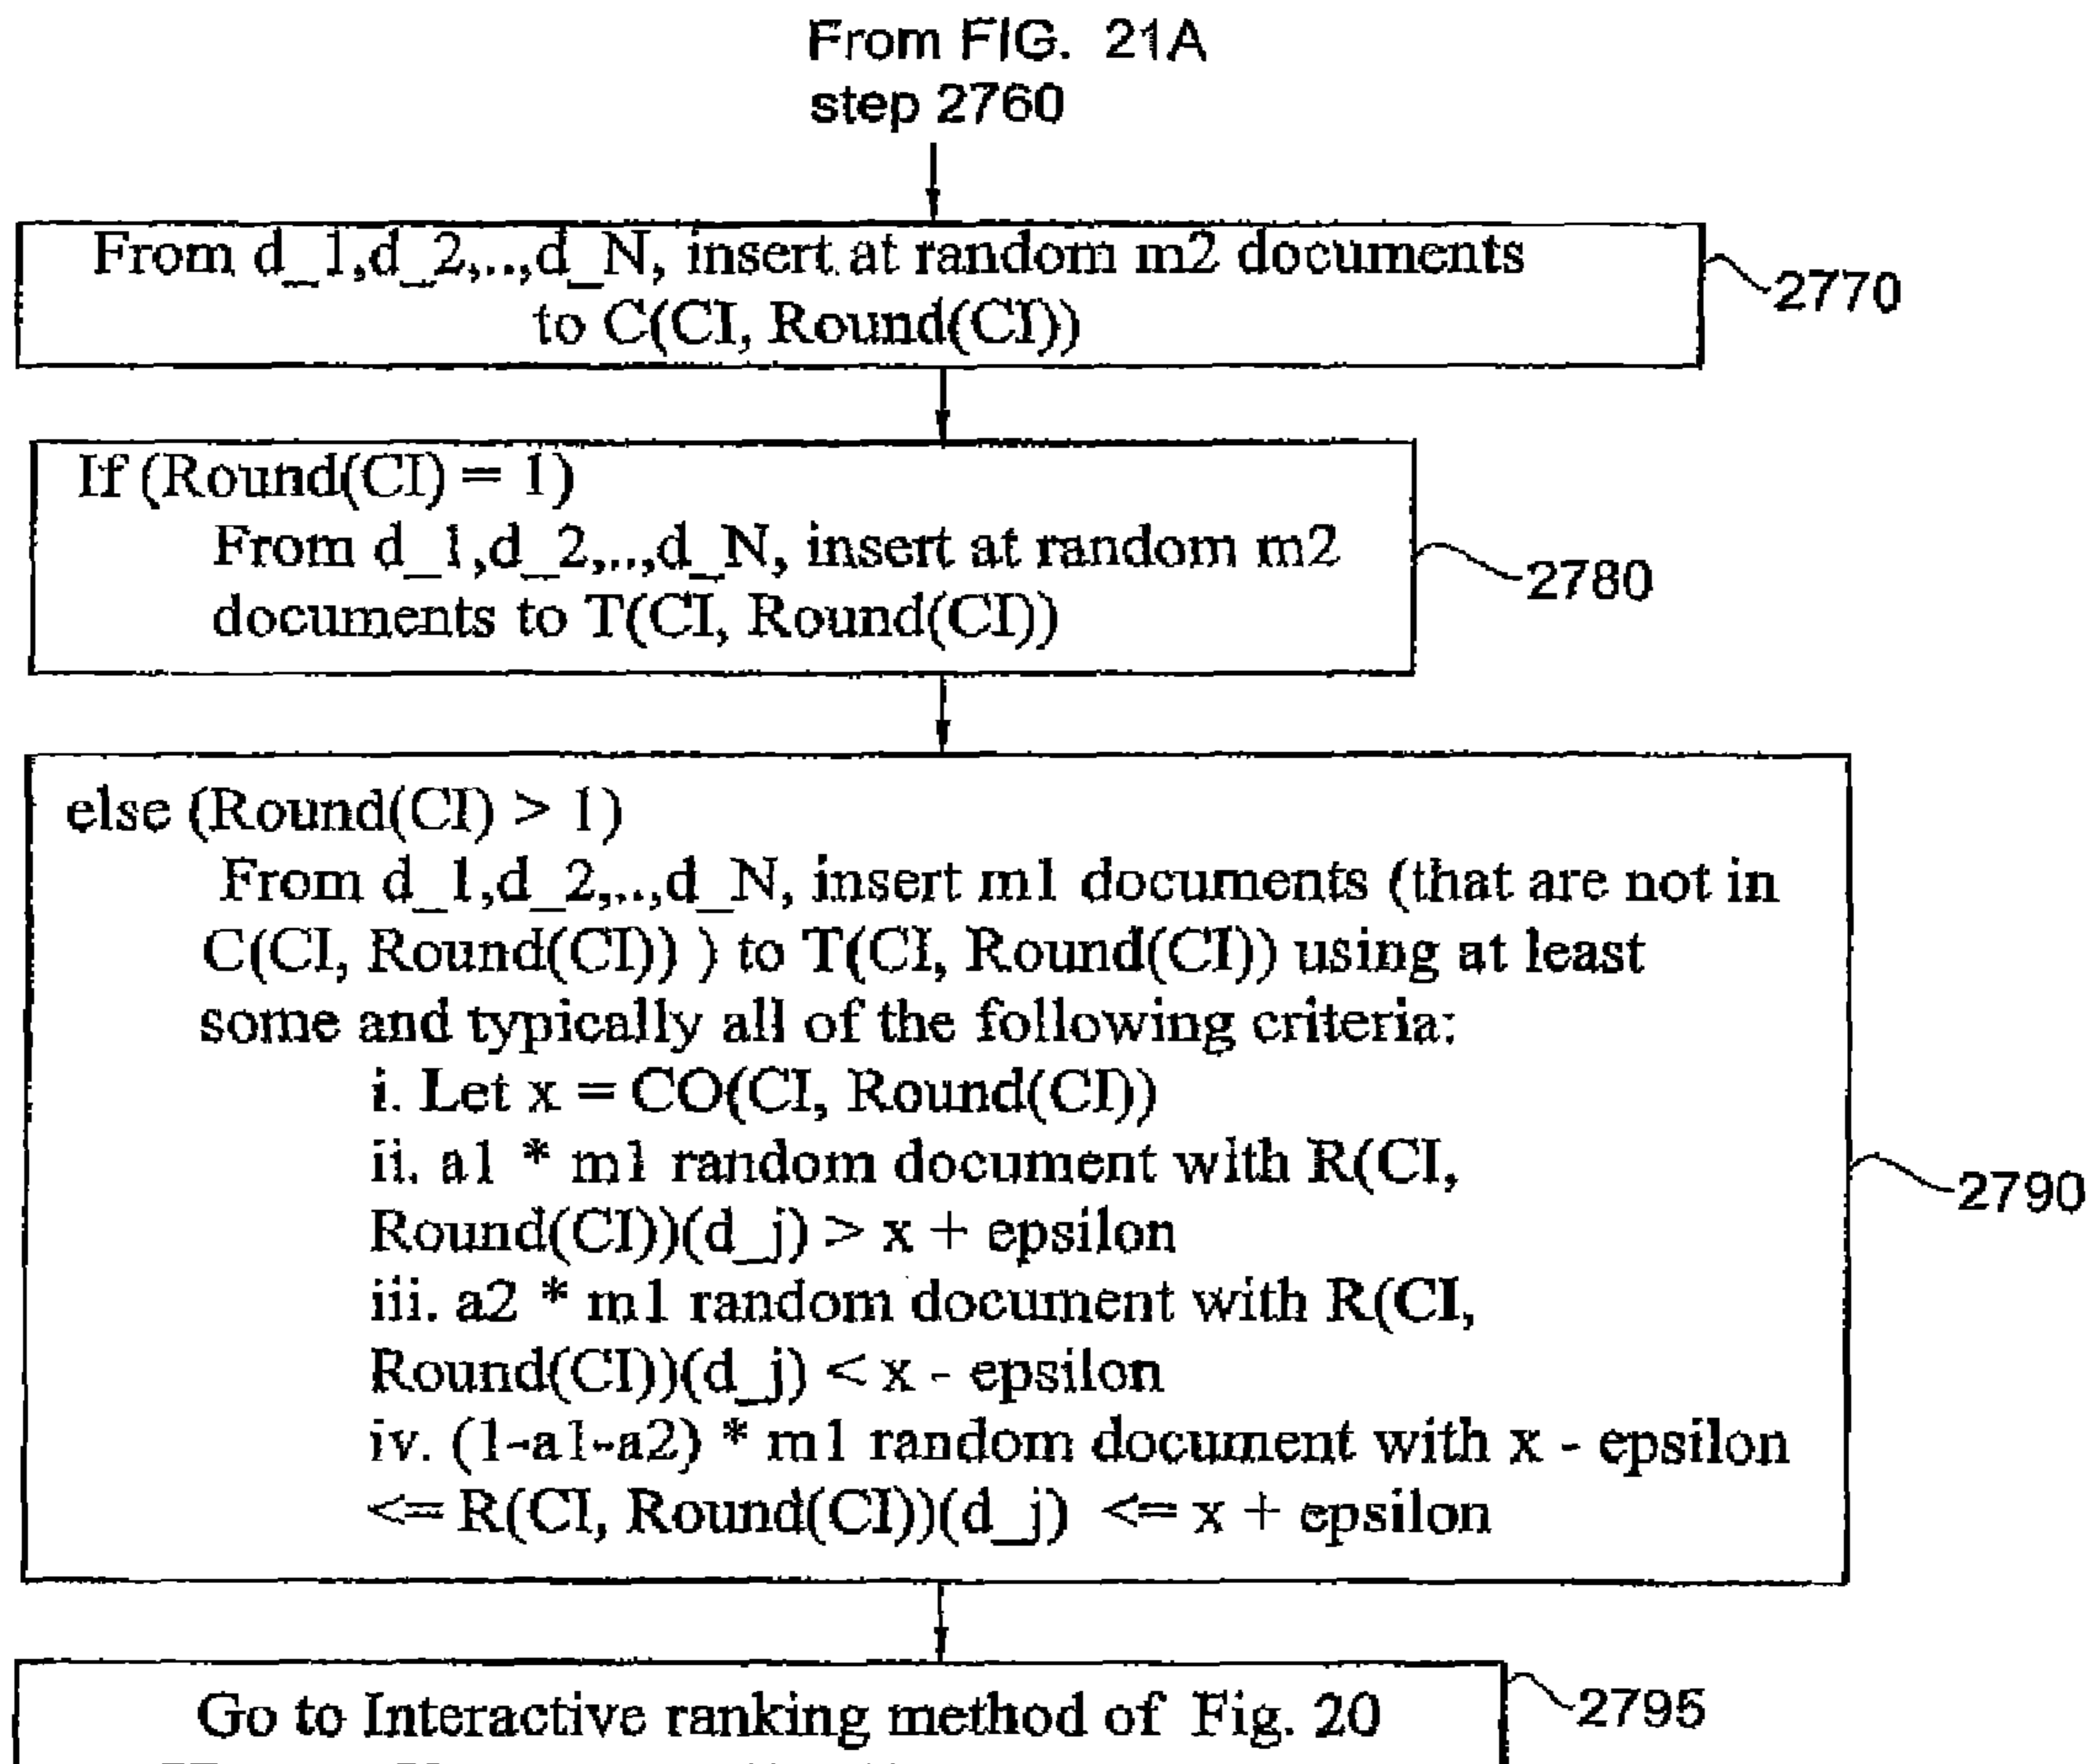 From FIG. 21A
step 2760
From d_1,d_2,..,d_N, insert at random m2 documents
to C(CI, Round(CI))
2770
If (Round(CI) = 1)
From d_1,d_2,..,d_N, insert at random m2
documents to T(CI, Round(CI))
2780
else (Round(CI) > 1)
From d_1,d_2,..,d_N, insert m1 documents (that are not in
C(CI, Round(CI)) ) to T(CI, Round(CI)) using at least
some and typically all of the following criteria:
i. Let x = CO(CI, Round(CI))
ii. a1 * m1 random document with R(CI,
Round(CI))(d_j) > x + epsilon
iii. a2 * m1 random document with R(CI,
Round(CI))(d_j) < x - epsilon
iv. (1-a1-a2) * m1 random document with x - epsilon
<= R(CI, Round(CI))(d_j) <= x + epsilon
2790
Go to Interactive ranking method of Fig. 20
2795